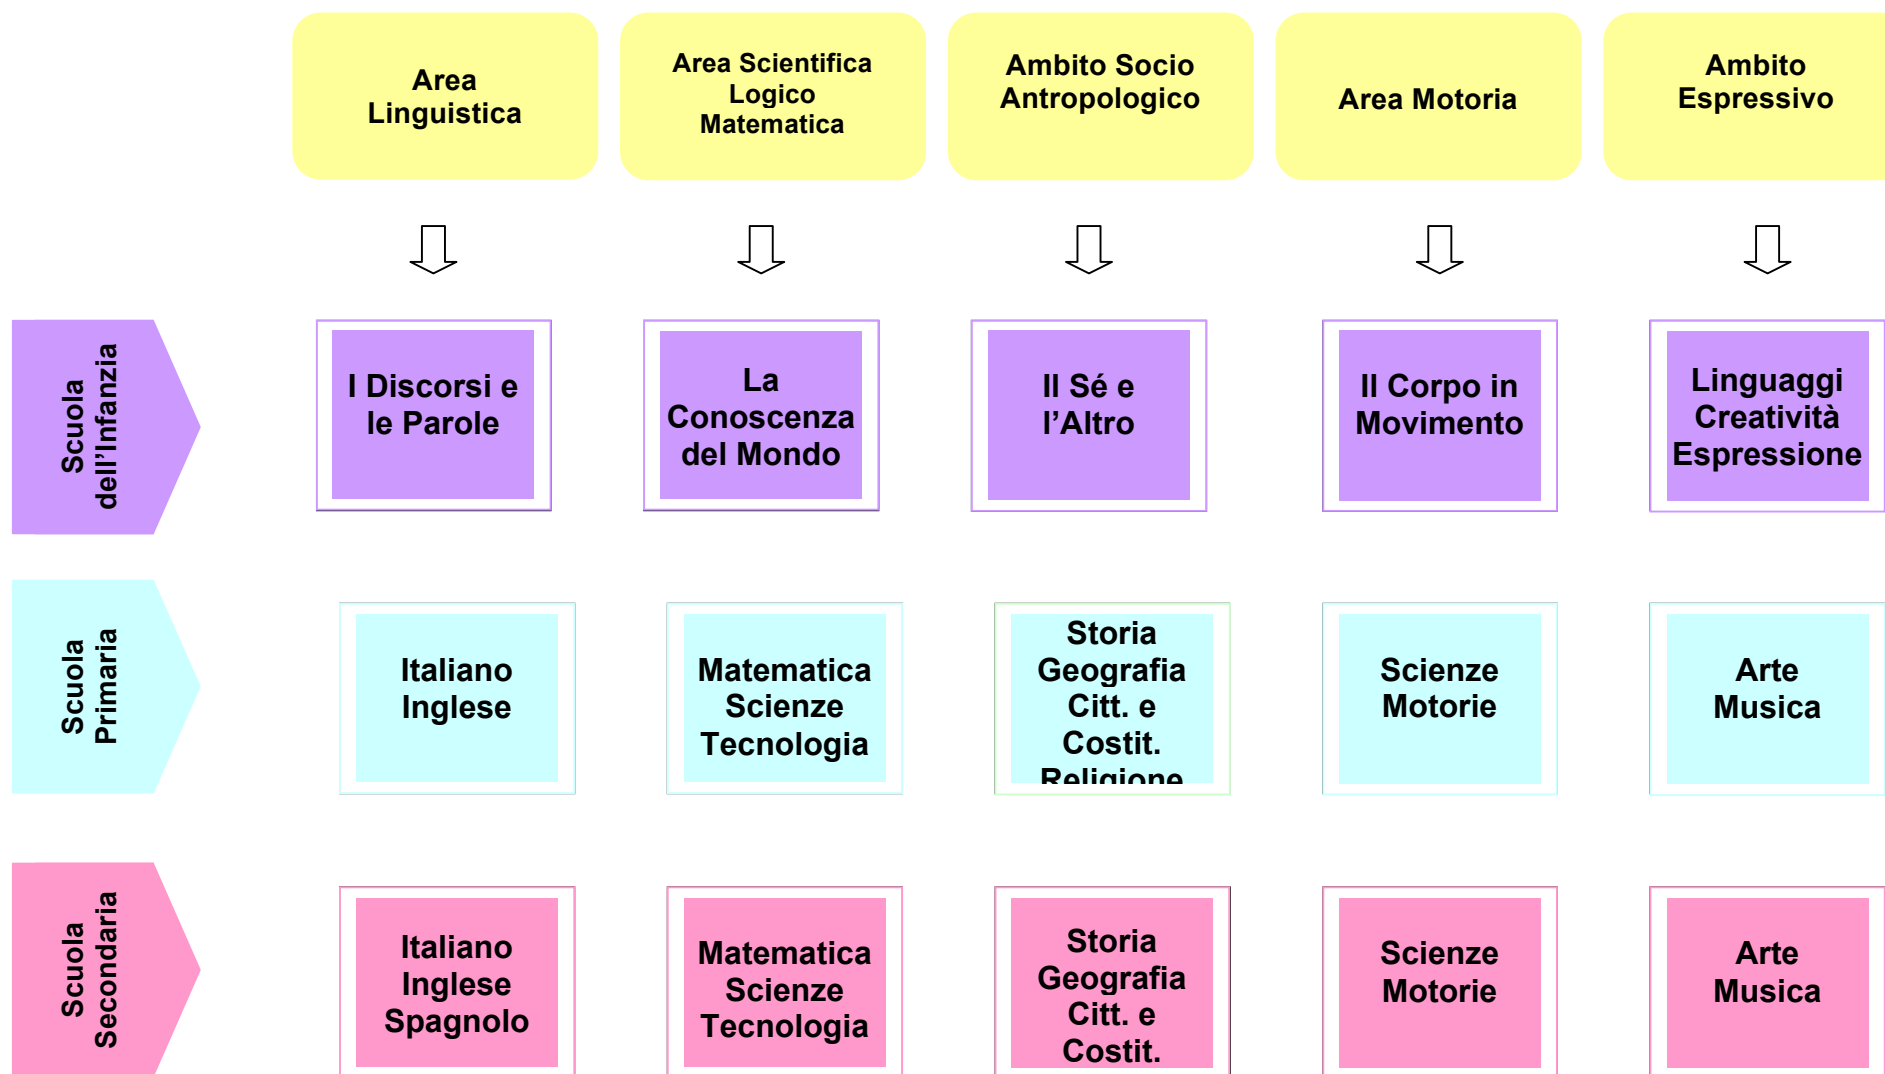 Area
Linguistica
Area Scientifica
Logico
Matematica
Ambito Socio
Antropologico
Area Motoria
Ambito
Espressivo
Scuola
dell’Infanzia
I Discorsi e
le Parole
La
Conoscenza
del Mondo
Il Sé e
l’Altro
Il Corpo in
Movimento
Linguaggi
Creatività
Espressione
Scuola
Primaria
Italiano
Inglese
Matematica
Scienze
Tecnologia
Storia
Geografia
Citt. e
Costit.
Religione
Scienze
Motorie
Arte
Musica
Scuola
Secondaria
Italiano
Inglese
Spagnolo
Matematica
Scienze
Tecnologia
Storia
Geografia
Citt. e
Costit.
Scienze
Motorie
Arte
Musica